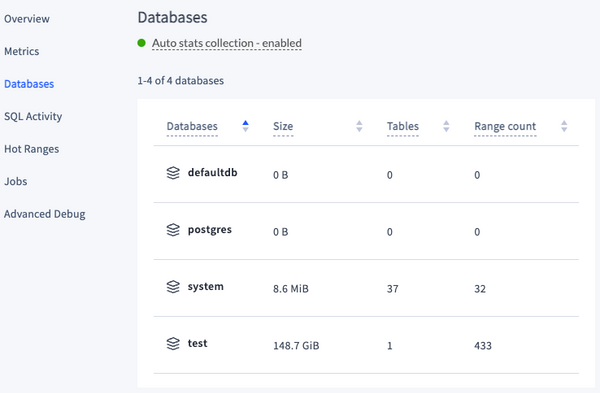 Overview
Metrics
Databases
SQL Activity
Hot Ranges
Jobs
Advanced Debug
Databases
Auto stats collection - enabled
1-4 of 4 databases
Databases Size Tables Range count
defaultdb 0 B 0 0
postgres 0 B 0 0
system 8.6 MiB 37 32
test 148.7 GiB 1 433